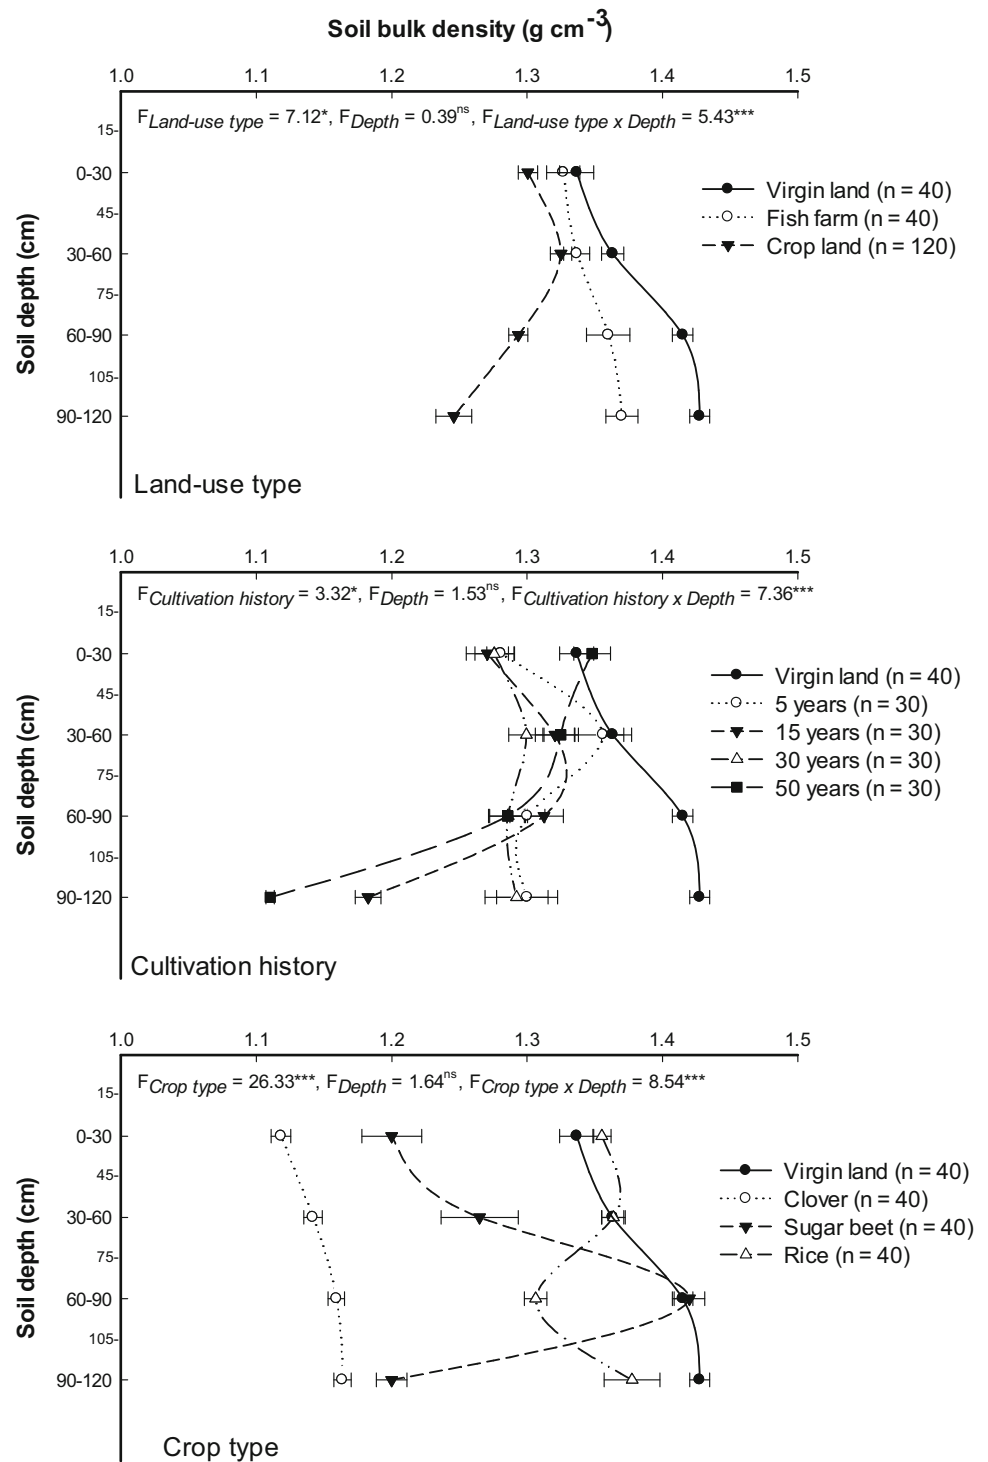 Soil bulk density (g cm-3)
1.0 1.1 1.2 1.3 1.4 1.5
FLand-use type = 7.12*, FDepth = 0.39ns, FLand-use type x Depth = 5.43***
15-
0-30
45-
30-60
75-
60-90
105-
90-120
Soil depth (cm)
Virgin land (n = 40)
Fish farm (n = 40)
Crop land (n = 120)
Land-use type
1.0 1.1 1.2 1.3 1.4 1.5
FCultivation history = 3.32*, FDepth = 1.53ns, FCultivation history x Depth = 7.36***
15-
0-30
45-
30-60
75-
60-90
105-
90-120
Soil depth (cm)
Virgin land (n = 40)
5 years (n = 30)
15 years (n = 30)
30 years (n = 30)
50 years (n = 30)
Cultivation history
1.0 1.1 1.2 1.3 1.4 1.5
FCrop type = 26.33***, FDepth = 1.64ns, FCrop type x Depth = 8.54***
15-
0-30
45-
30-60
75-
60-90
105-
90-120
Soil depth (cm)
Virgin land (n = 40)
Clover (n = 40)
Sugar beet (n = 40)
Rice (n = 40)
Crop type